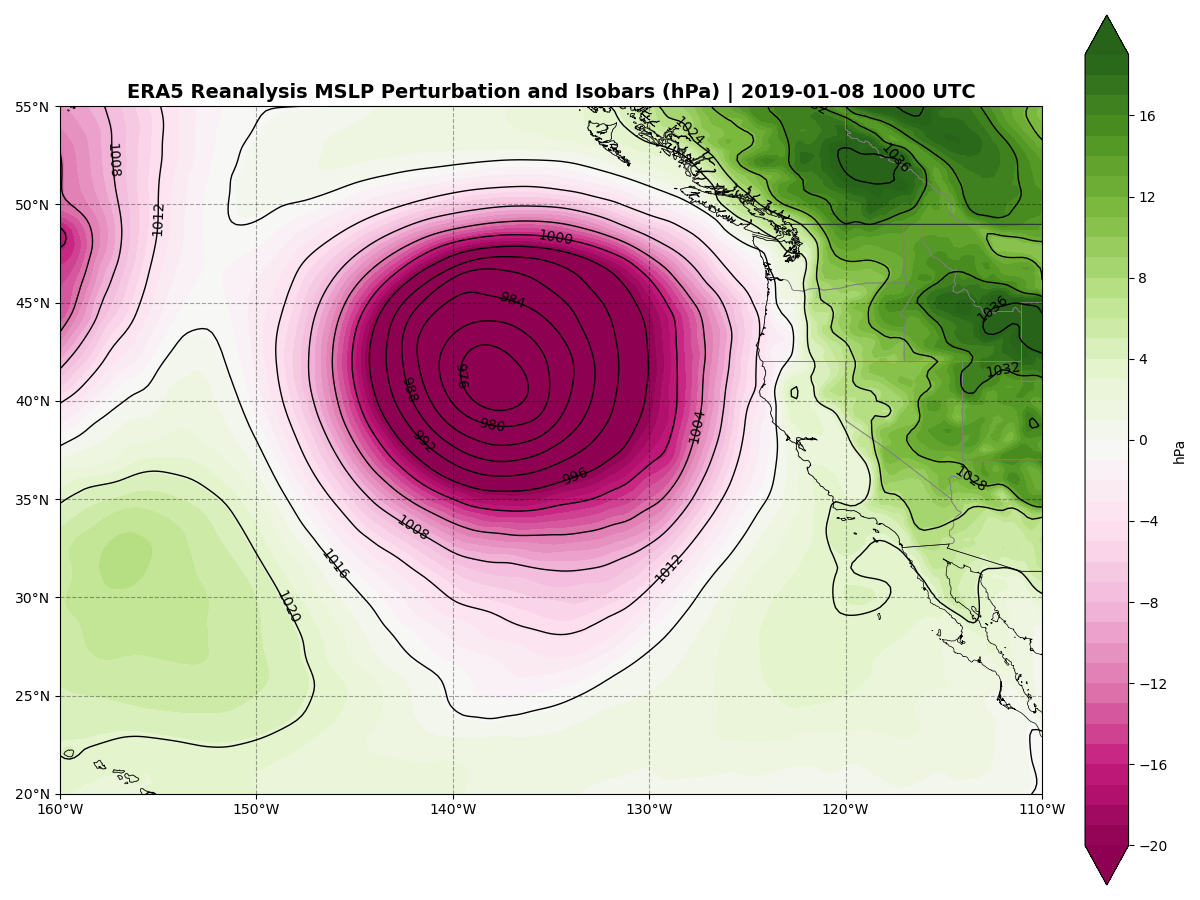 ERA5 Reanalysis MSLP Perturbation and Isobars (hPa) | 2019-01-08 1000 UTC
55°N
50°N
45°N
40°N
35°N
30°N
25°N
20°N
160°W
150°W
140°W
130°W
120°W
110°W
1008
1012
1024
1036
1000
984
976
988
980
992
996
1004
1036
1032
1028
1008
1016
1012
1020
16
12
8
4
0
−4
−8
−12
−16
−20
hPa